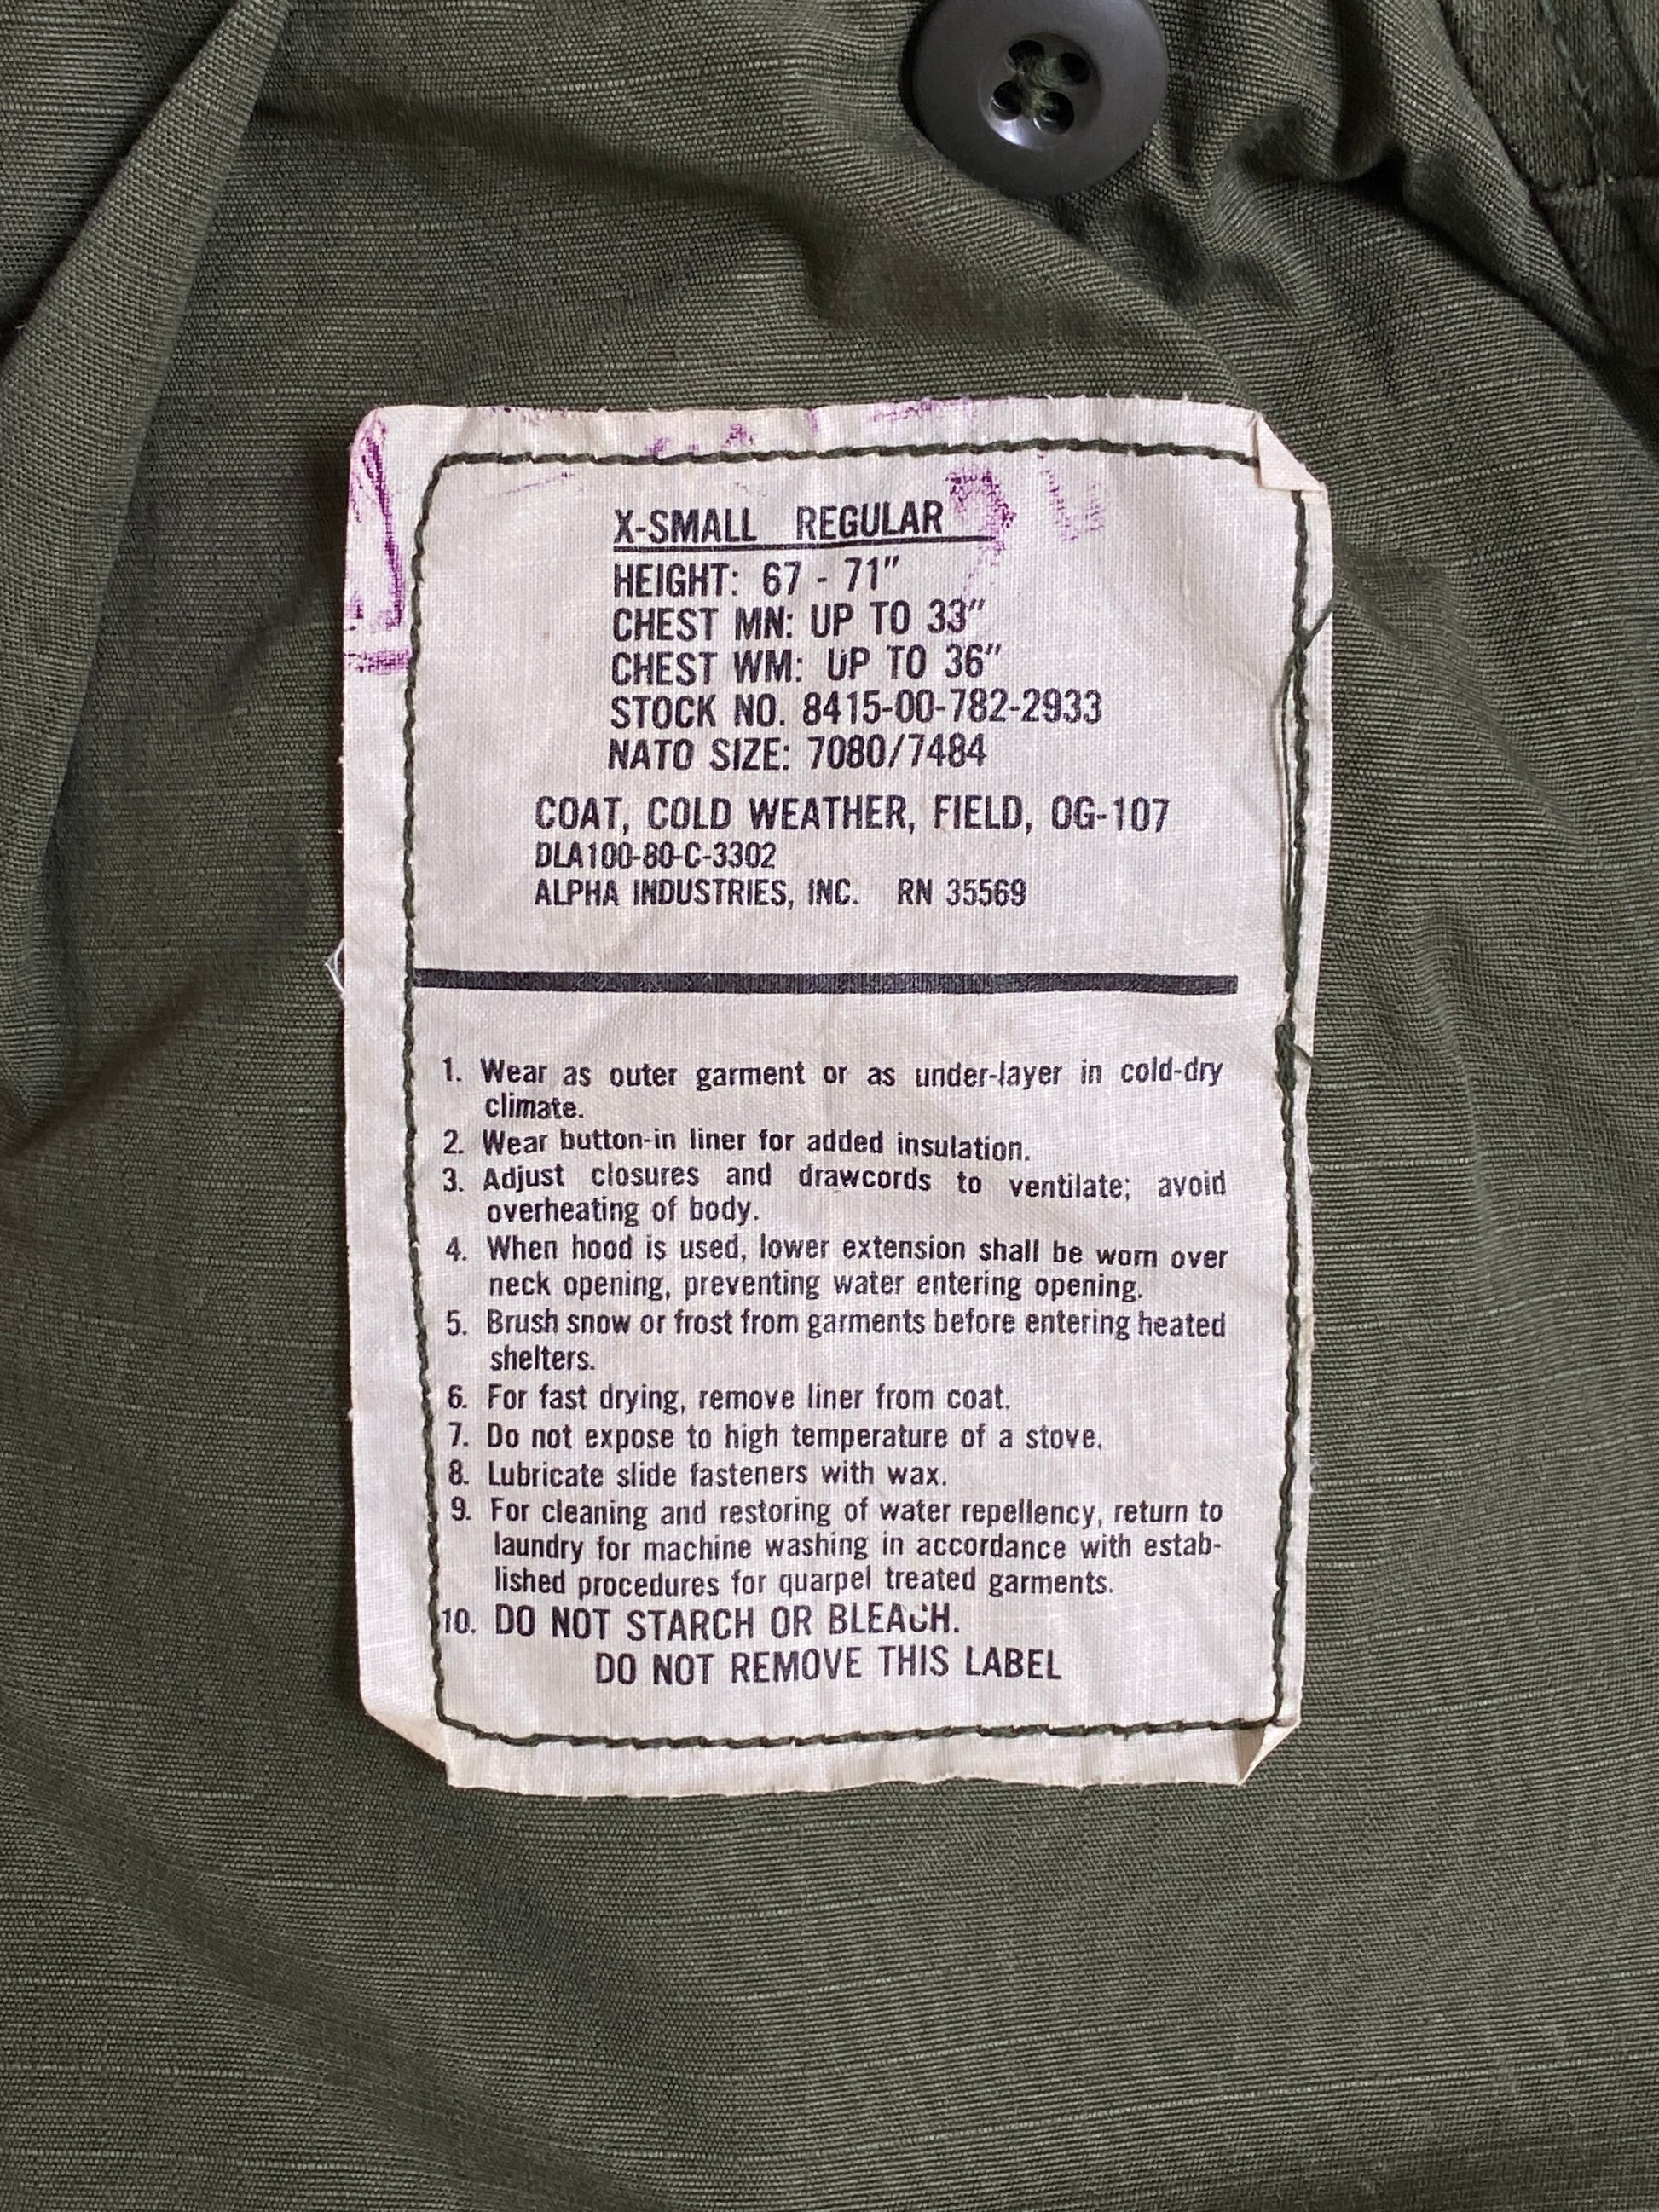 X-SMALL REGULAR
HEIGHT: 67 - 71"
CHEST MN: UP TO 33"
CHEST WM: UP TO 36"
STOCK NO. 8415-00-782-2933
NATO SIZE: 7080/7484
COAT, COLD WEATHER, FIELD, OG-107
DLA100-80-C-3302
ALPHA INDUSTRIES, INC. RN 35569
1. Wear as outer garment or as under-layer in cold-dry
climate.
2. Wear button-in liner for added insulation.
3. Adjust closures and drawcords to ventilate; avoid
overheating of body.
4. When hood is used, lower extension shall be worn over
neck opening, preventing water entering opening.
5. Brush snow or frost from garments before entering heated
shelters.
6. For fast drying, remove liner from coat.
7. Do not expose to high temperature of a stove.
8. Lubricate slide fasteners with wax.
9. For cleaning and restoring of water repellency, return to
laundry for machine washing in accordance with estab-
lished procedures for quarpel treated garments.
10. DO NOT STARCH OR BLEACH.
DO NOT REMOVE THIS LABEL